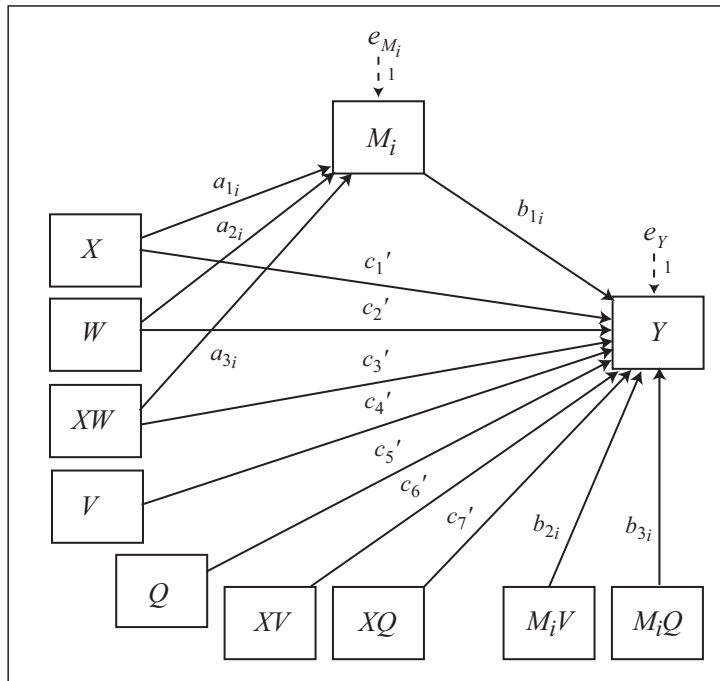 e_{M_i}
1
M_i
a_{1_i}
a_{2_i}
b_{1_i}
e_Y
1
X
c_1′
W
c_2′
Y
a_{3_i}
c_3′
XW
c_4′
V
c_5′
c_6′
c_7′
b_{2_i}
b_{3_i}
Q
XV
XQ
M_iV
M_iQ